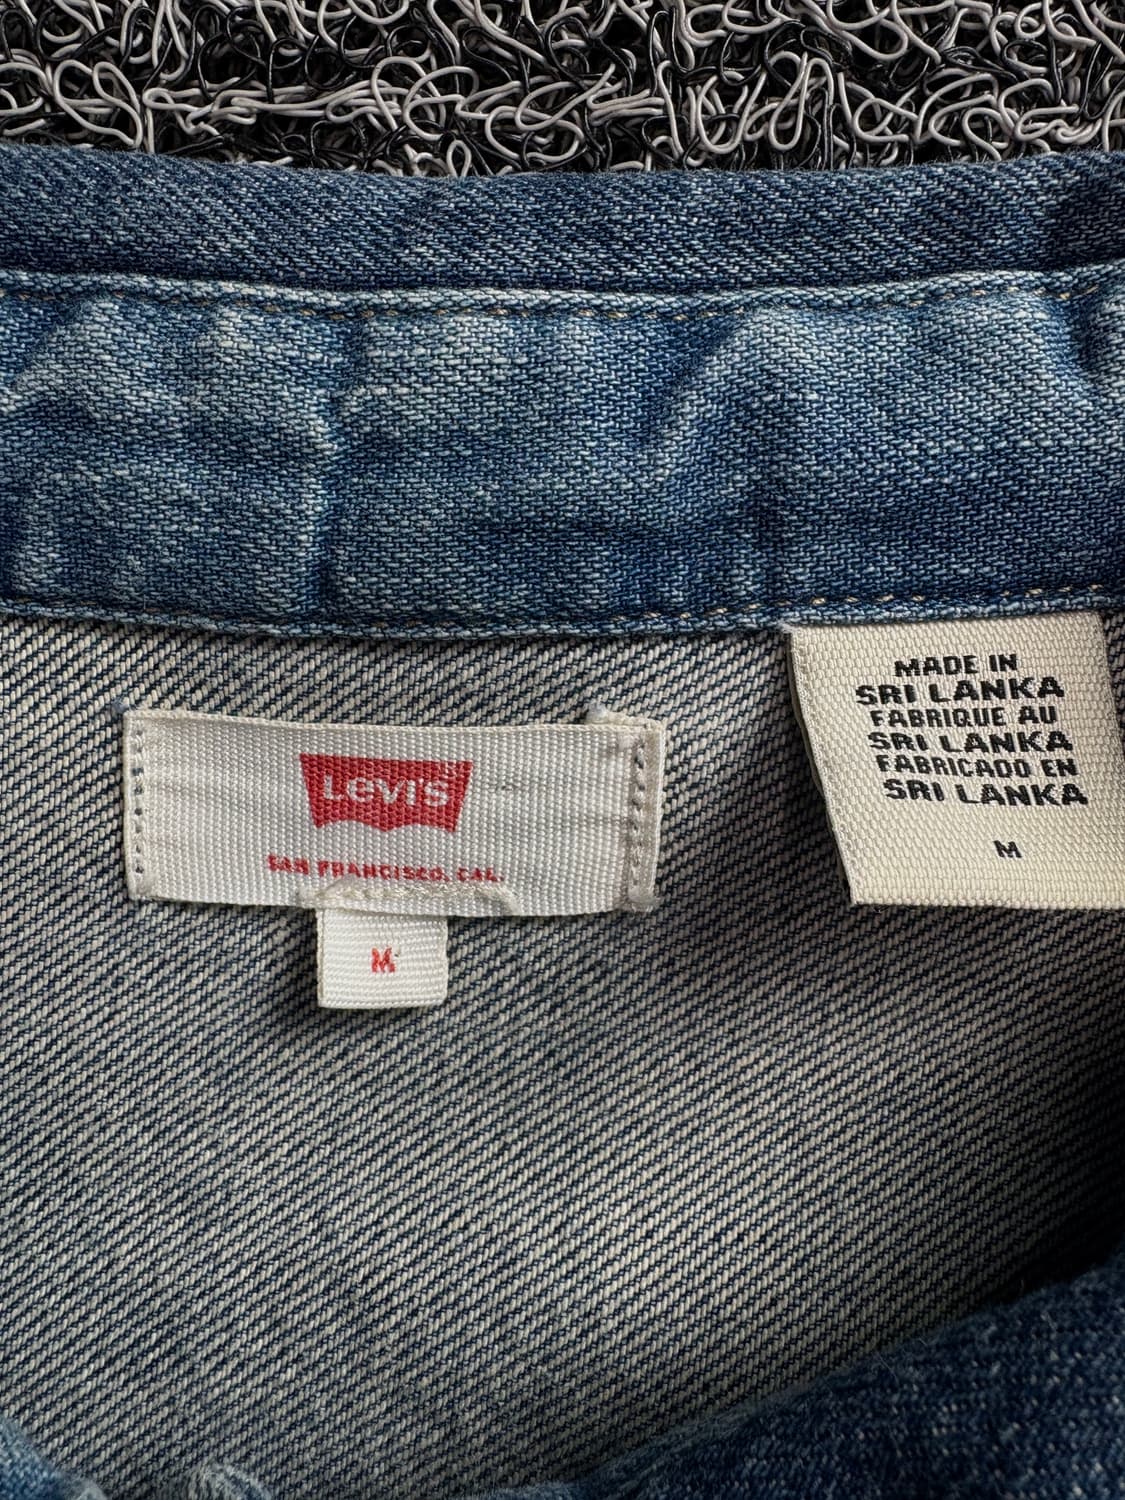 LEVI'S
SAN FRANCISCO, CAL.
M
MADE IN
SRI LANKA
FABRIQUE AU
SRI LANKA
FABRICADO EN
SRI LANKA
M